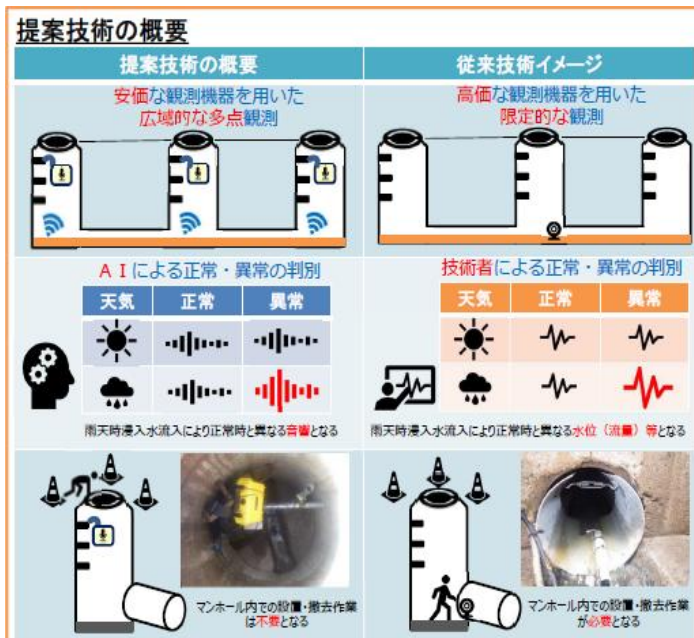 提案技術の概要
提案技術の概要
従来技術イメージ
安価な観測機器を用いた
広域的な多点観測
高価な観測機器を用いた
限定的な観測
AIによる正常・異常の判別
天気 正常 異常
雨天時浸入水流入により正常時と異なる音響となる
技術者による正常・異常の判別
天気 正常 異常
雨天時浸入水流入により正常時と異なる水位（流量）等となる
マンホール内での設置・撤去作業
は不要となる
マンホール内での設置・撤去作業
が必要となる